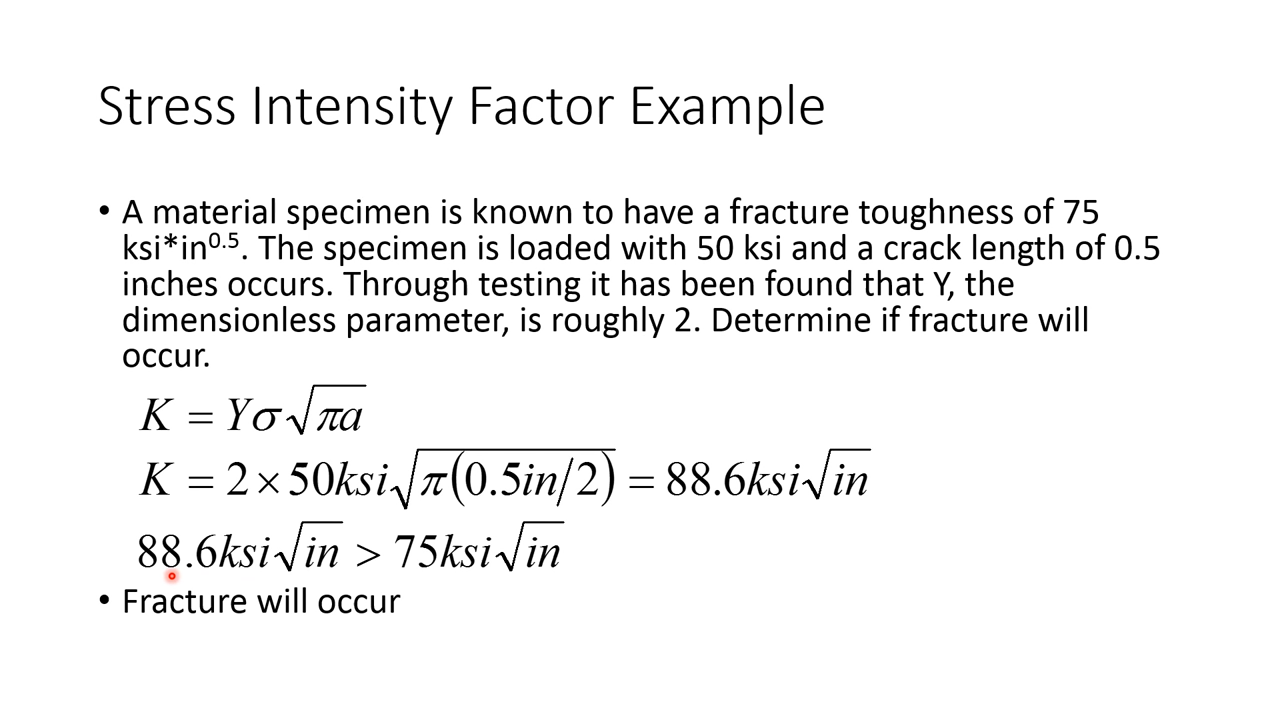 Stress Intensity Factor Example
• A material specimen is known to have a fracture toughness of 75
ksi*in^0.5. The specimen is loaded with 50 ksi and a crack length of 0.5
inches occurs. Through testing it has been found that Y, the
dimensionless parameter, is roughly 2. Determine if fracture will
occur.
K = Yσ√πa
K = 2 × 50ksi√π(0.5in/2) = 88.6ksi√in
88.6ksi√in > 75ksi√in
• Fracture will occur